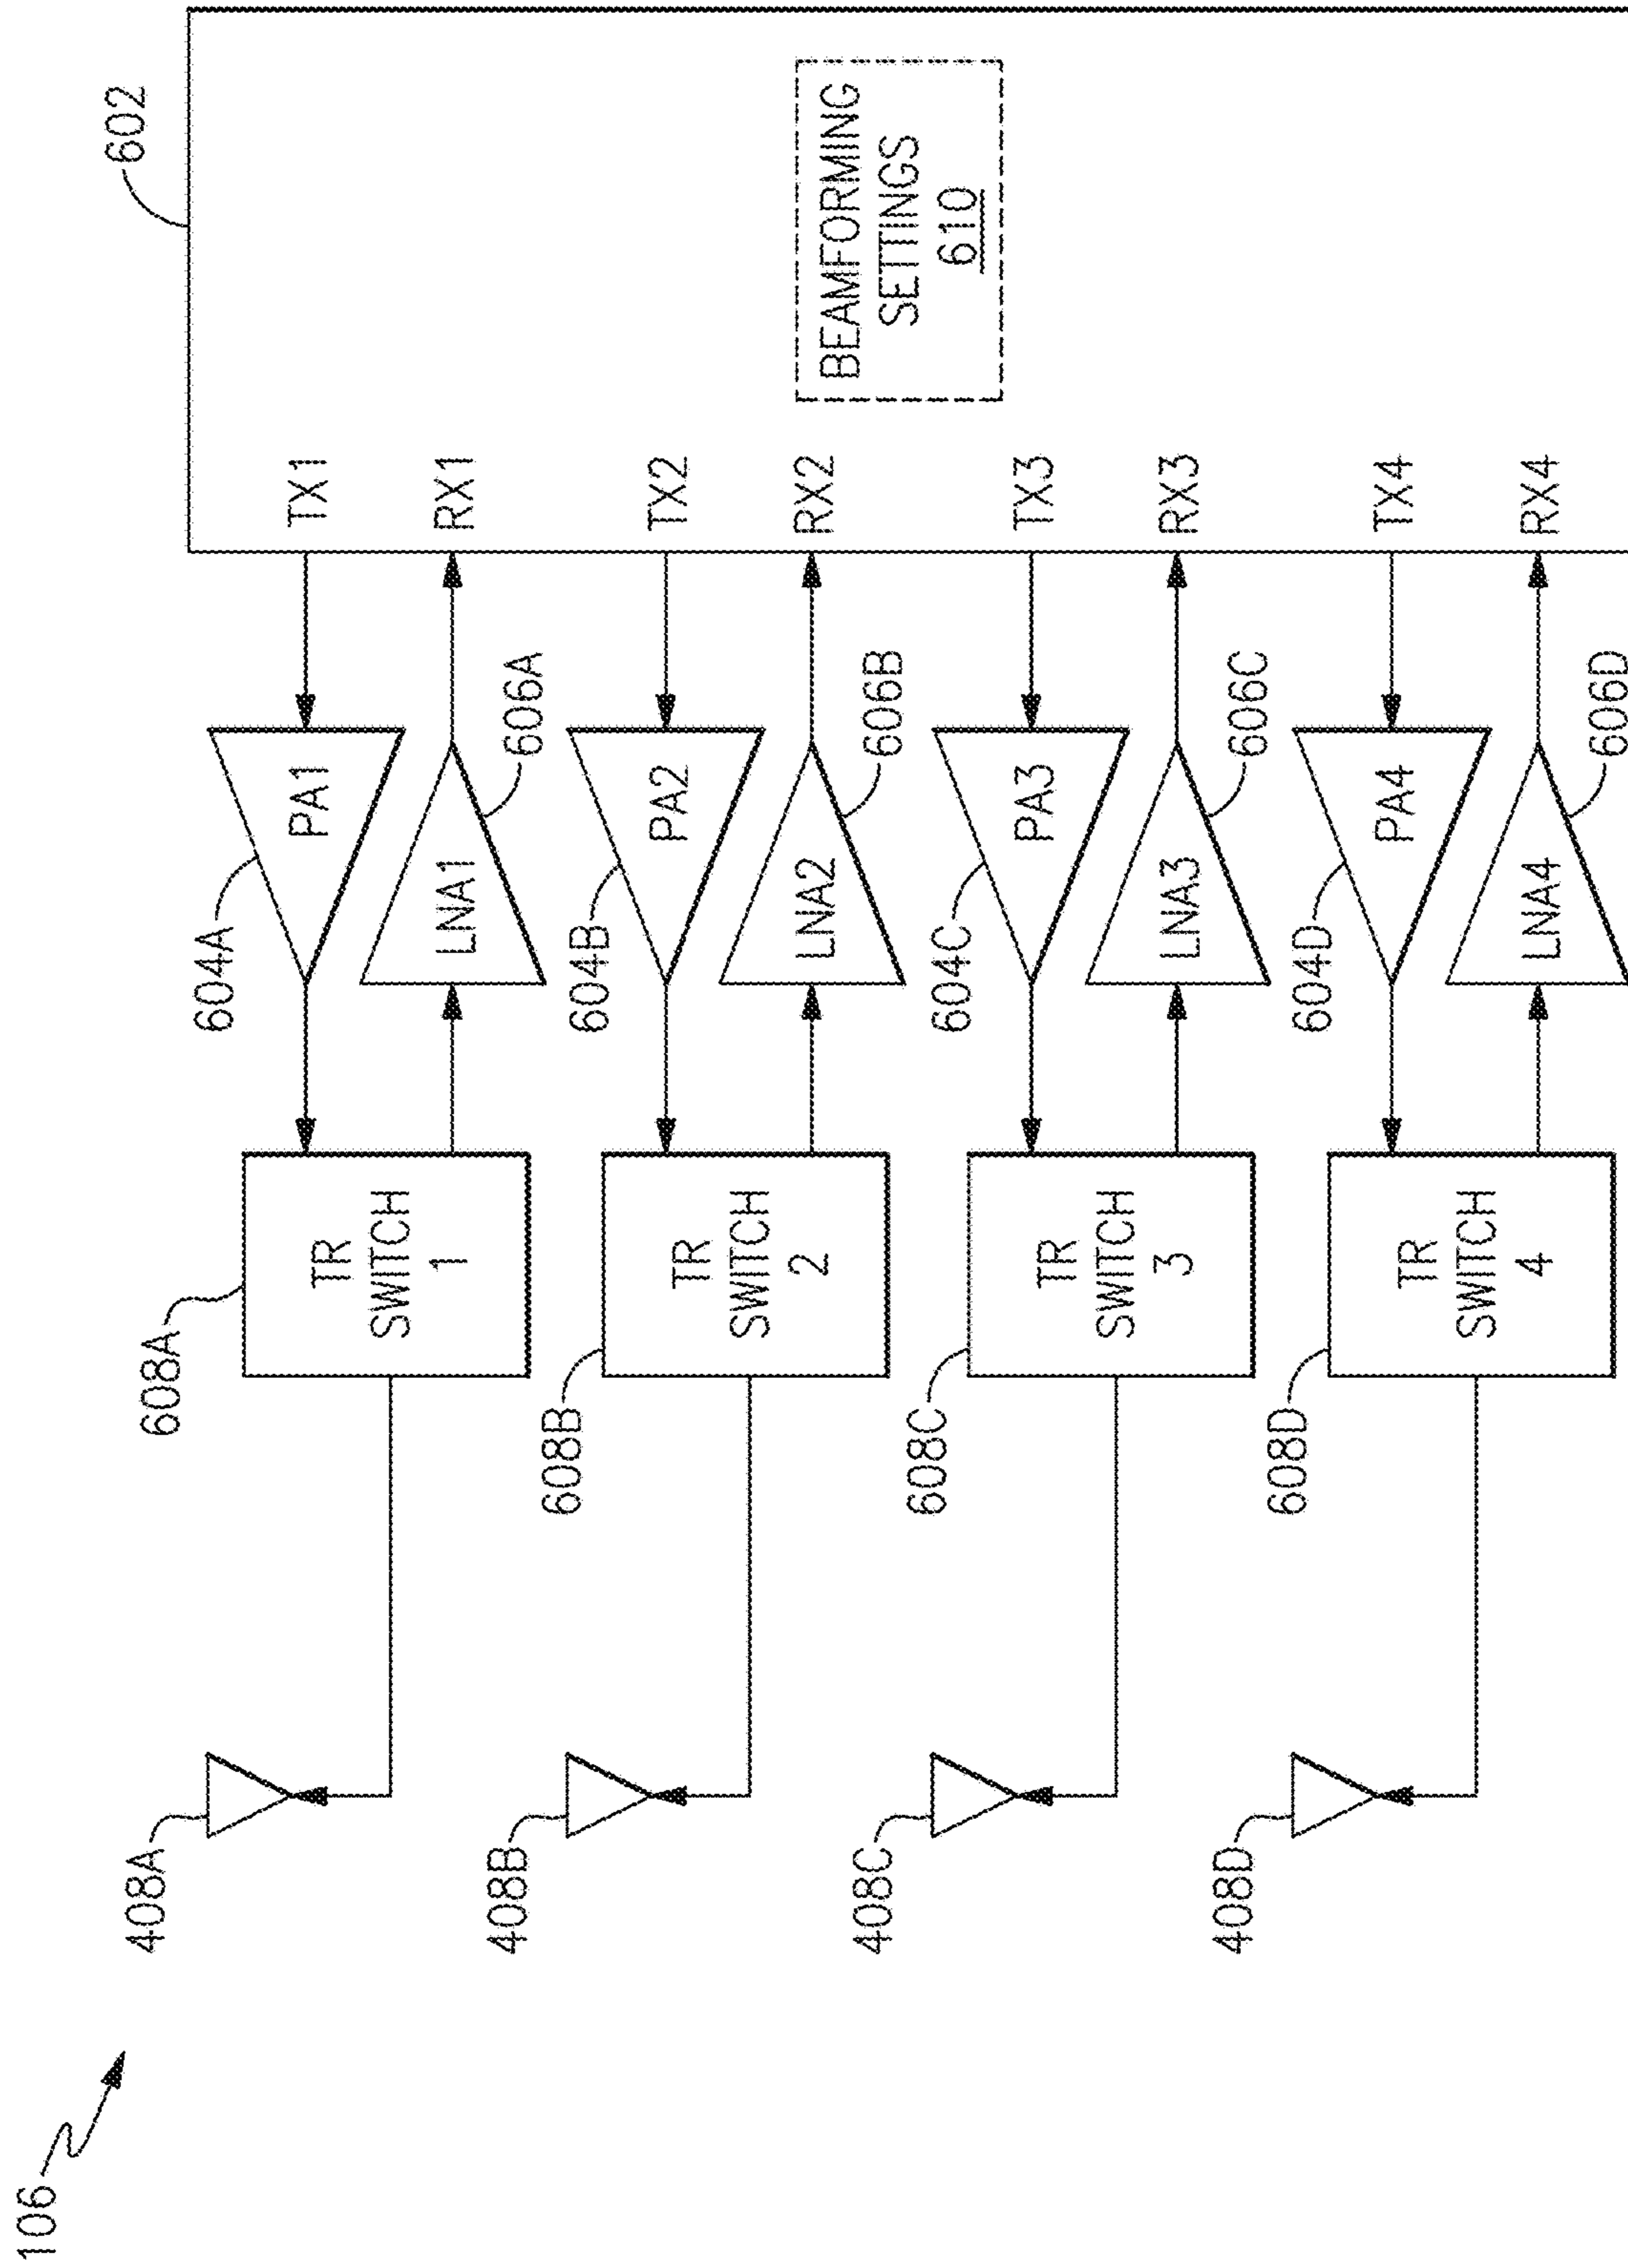 106
408A
608A
604A
602
TR
SWITCH
1
PA1
LNA1
606A
TX1
RX1
408B
608B
604B
TR
SWITCH
2
PA2
LNA2
606B
TX2
RX2
BEAMFORMING
SETTINGS
610
408C
608C
604C
TR
SWITCH
3
PA3
LNA3
606C
TX3
RX3
408D
608D
604D
TR
SWITCH
4
PA4
LNA4
606D
TX4
RX4